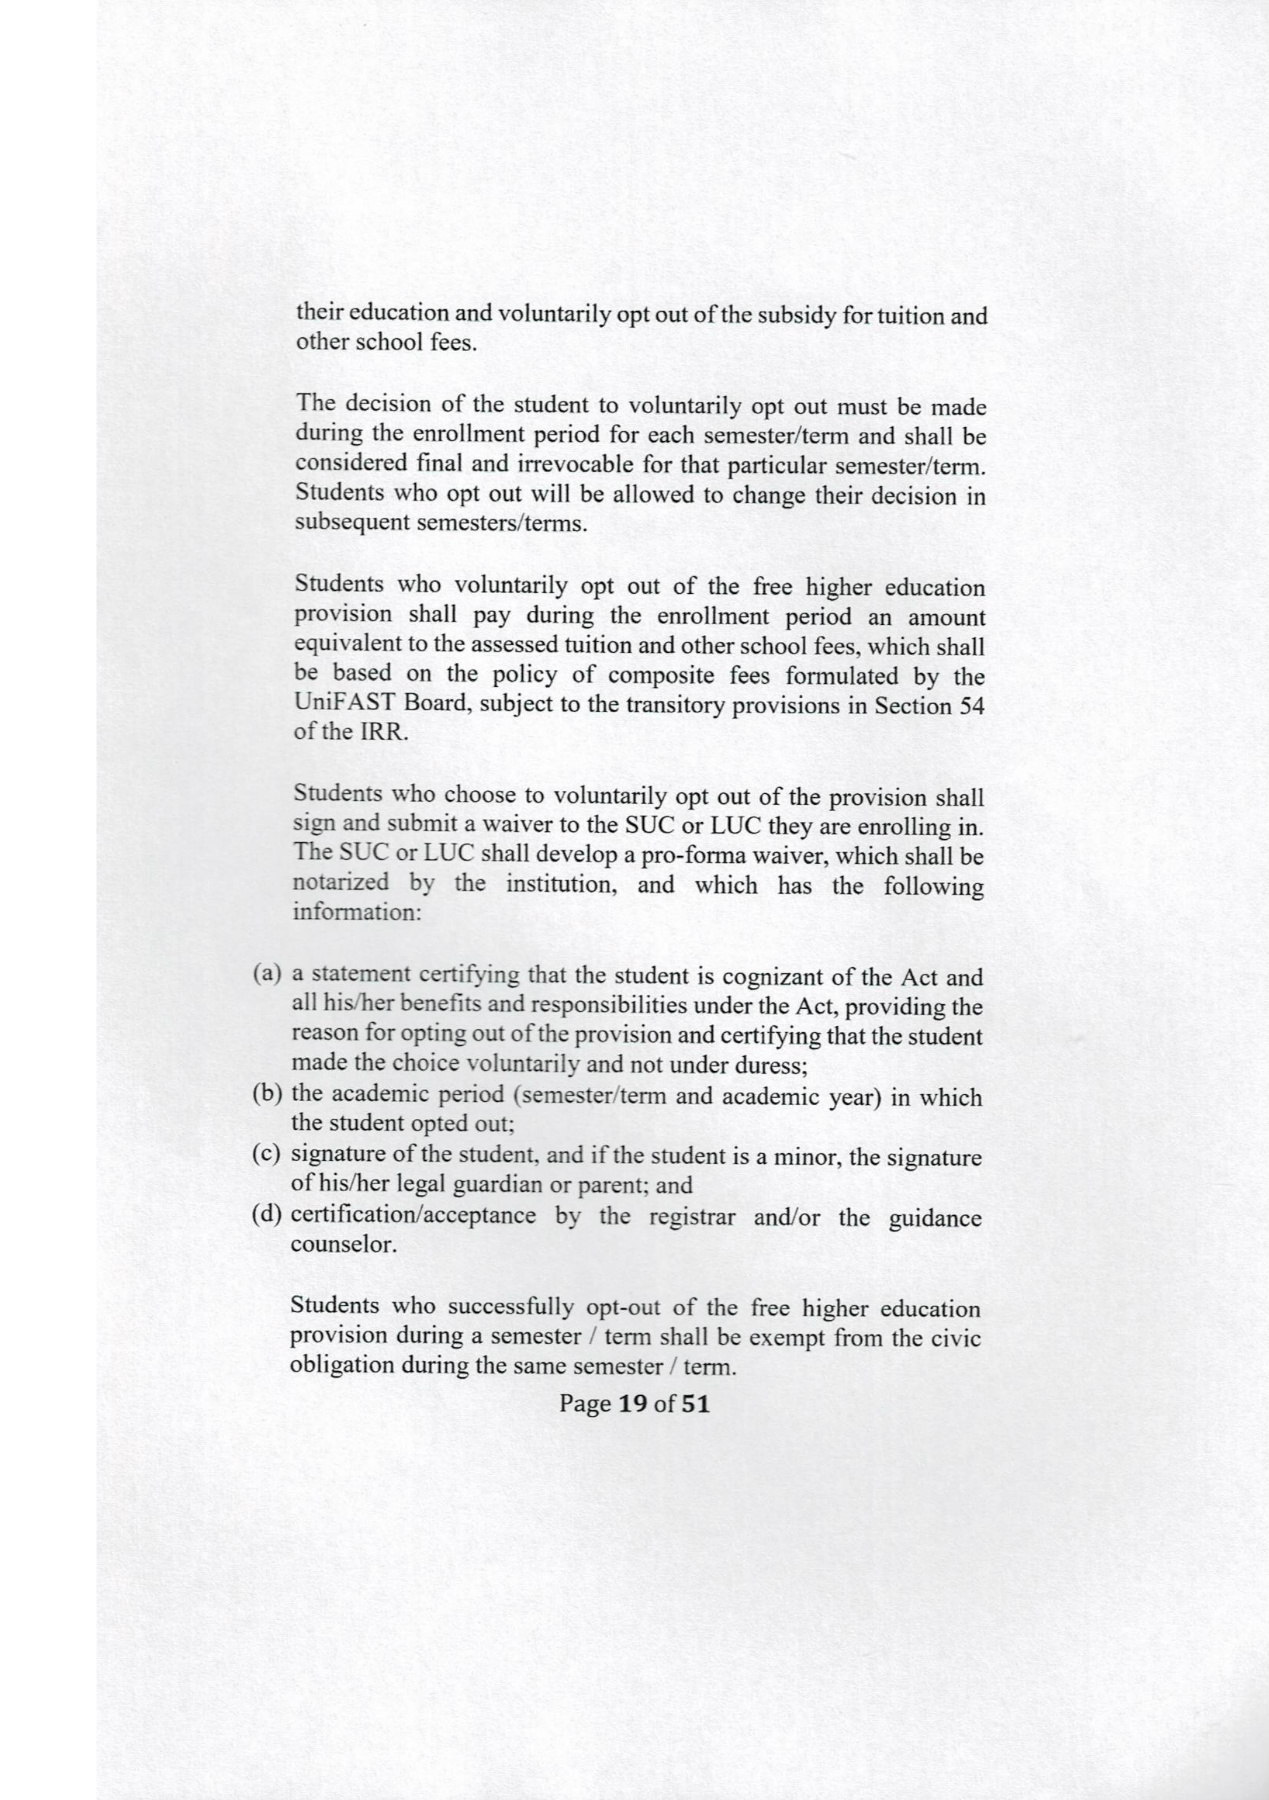 their education and voluntarily opt out of the subsidy for tuition and
other school fees.
The decision of the student to voluntarily opt out must be made
during the enrollment period for each semester/term and shall be
considered final and irrevocable for that particular semester/term.
Students who opt out will be allowed to change their decision in
subsequent semesters/terms.
Students who voluntarily opt out of the free higher education
provision shall pay during the enrollment period an amount
equivalent to the assessed tuition and other school fees, which shall
be based on the policy of composite fees formulated by the
UniFAST Board, subject to the transitory provisions in Section 54
of the IRR.
Students who choose to voluntarily opt out of the provision shall
sign and submit a waiver to the SUC or LUC they are enrolling in.
The SUC or LUC shall develop a pro-forma waiver, which shall be
notarized by the institution, and which has the following
information:
(a) a statement certifying that the student is cognizant of the Act and
all his/her benefits and responsibilities under the Act, providing the
reason for opting out of the provision and certifying that the student
made the choice voluntarily and not under duress;
(b) the academic period (semester/term and academic year) in which
the student opted out;
(c) signature of the student, and if the student is a minor, the signature
of his/her legal guardian or parent; and
(d) certification/acceptance by the registrar and/or the guidance
counselor.
Students who successfully opt-out of the free higher education
provision during a semester / term shall be exempt from the civic
obligation during the same semester / term.
Page 19 of 51